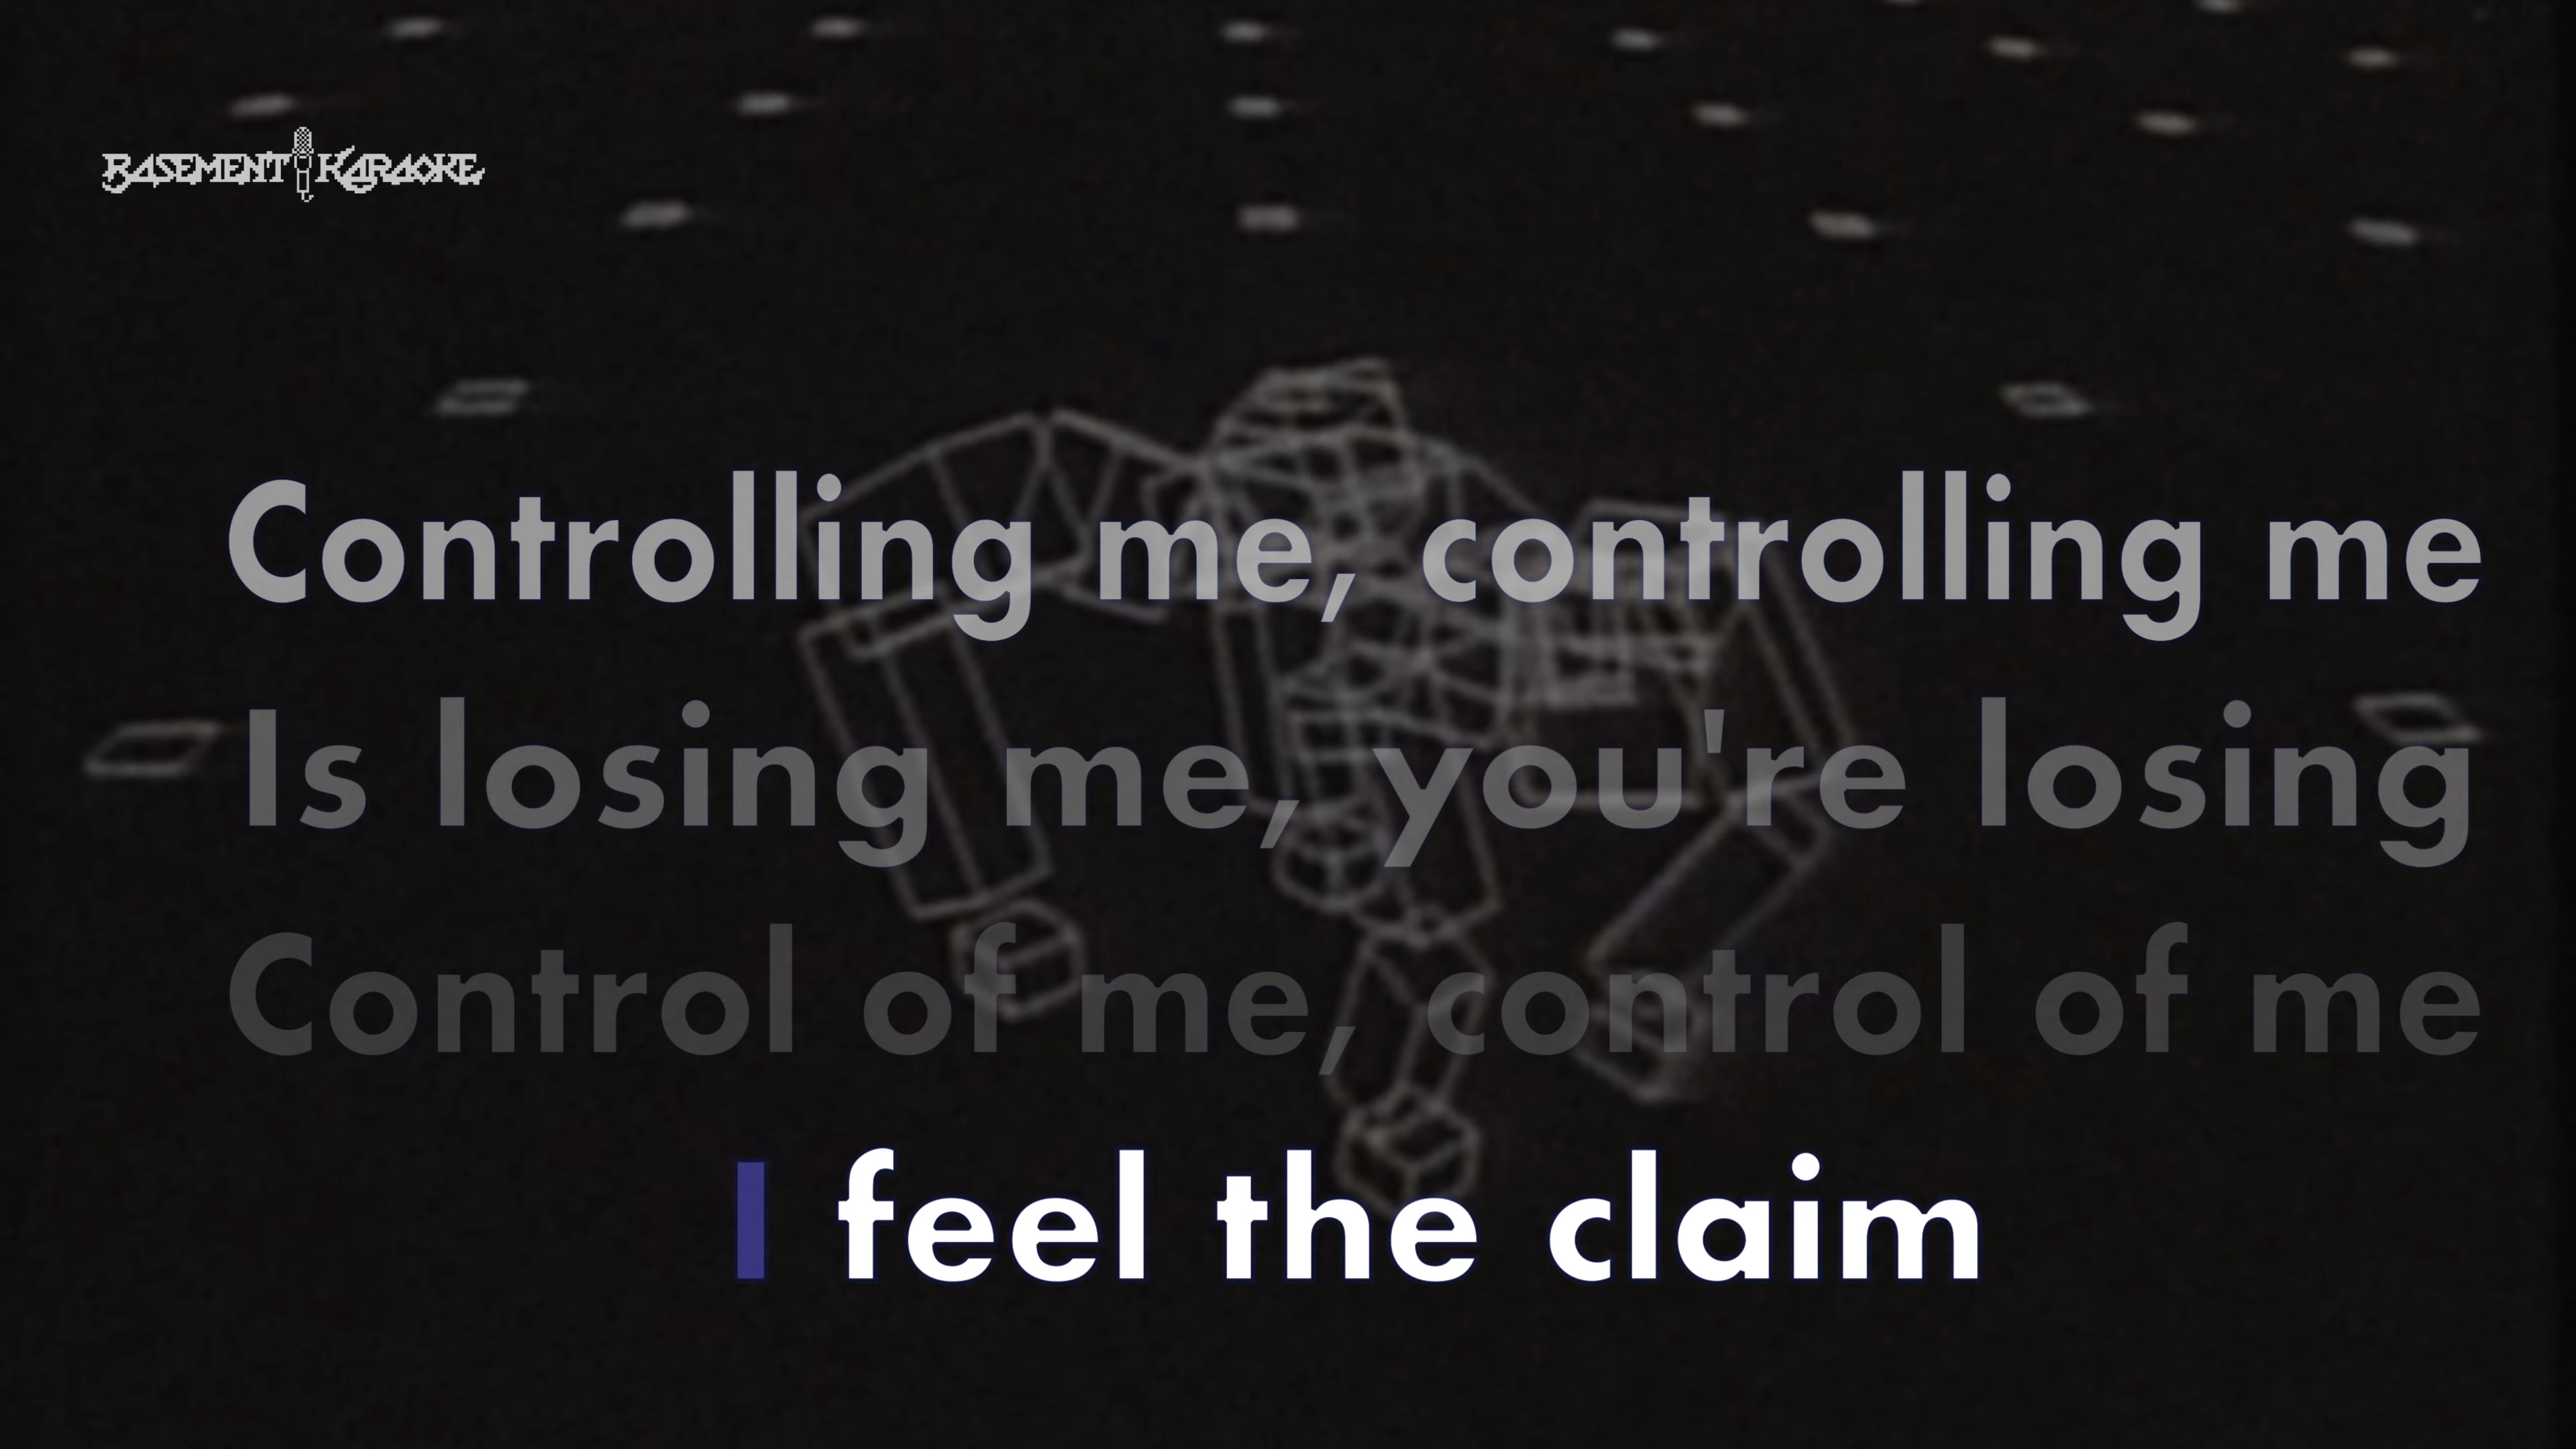 BASEMENT KARAOKE
Controlling me, controlling me
Is losing me, you're losing
Control of me, control of me
I feel the claim